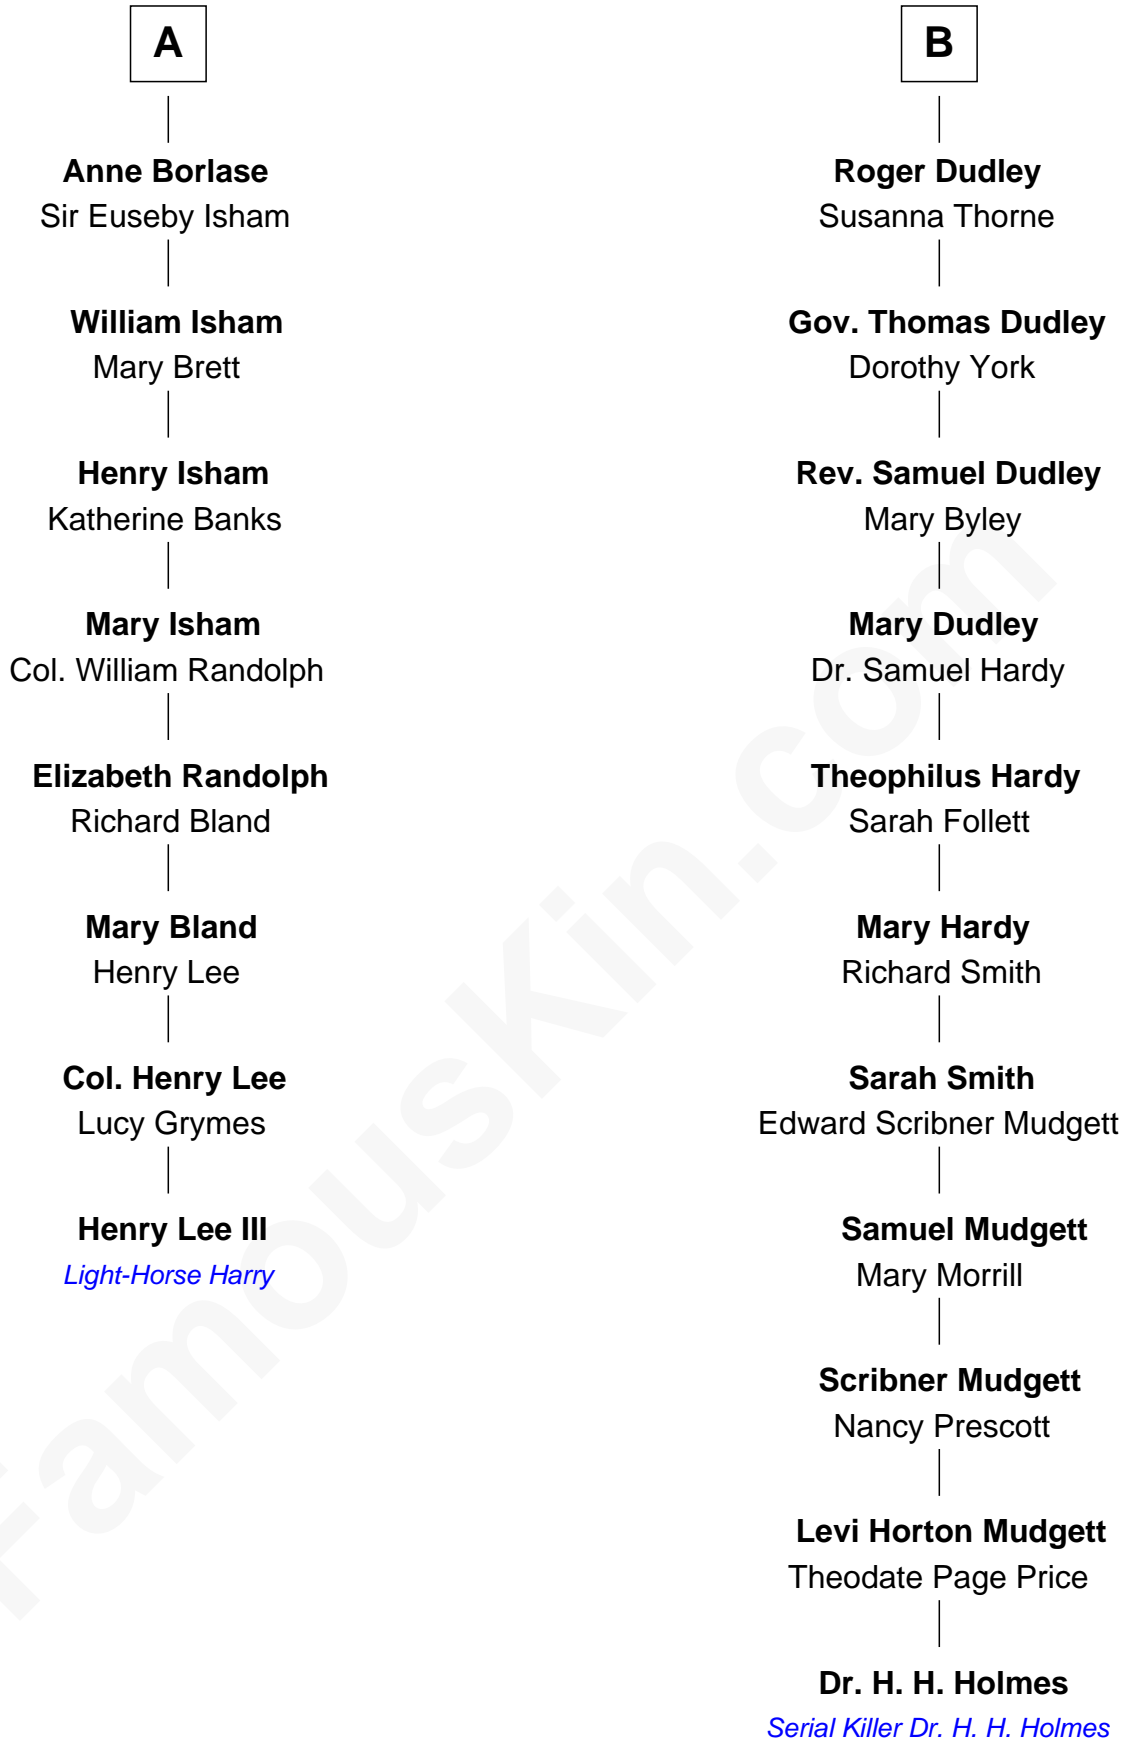 A
Anne Borlase
Sir Euseby Isham
William Isham
Mary Brett
Henry Isham
Katherine Banks
Mary Isham
Col. William Randolph
Elizabeth Randolph
Richard Bland
Mary Bland
Henry Lee
Col. Henry Lee
Lucy Grymes
Henry Lee III
Light-Horse Harry
B
Roger Dudley
Susanna Thorne
Gov. Thomas Dudley
Dorothy York
Rev. Samuel Dudley
Mary Byley
Mary Dudley
Dr. Samuel Hardy
Theophilus Hardy
Sarah Follett
Mary Hardy
Richard Smith
Sarah Smith
Edward Scribner Mudgett
Samuel Mudgett
Mary Morrill
Scribner Mudgett
Nancy Prescott
Levi Horton Mudgett
Theodate Page Price
Dr. H. H. Holmes
Serial Killer Dr. H. H. Holmes
FamousKin.com